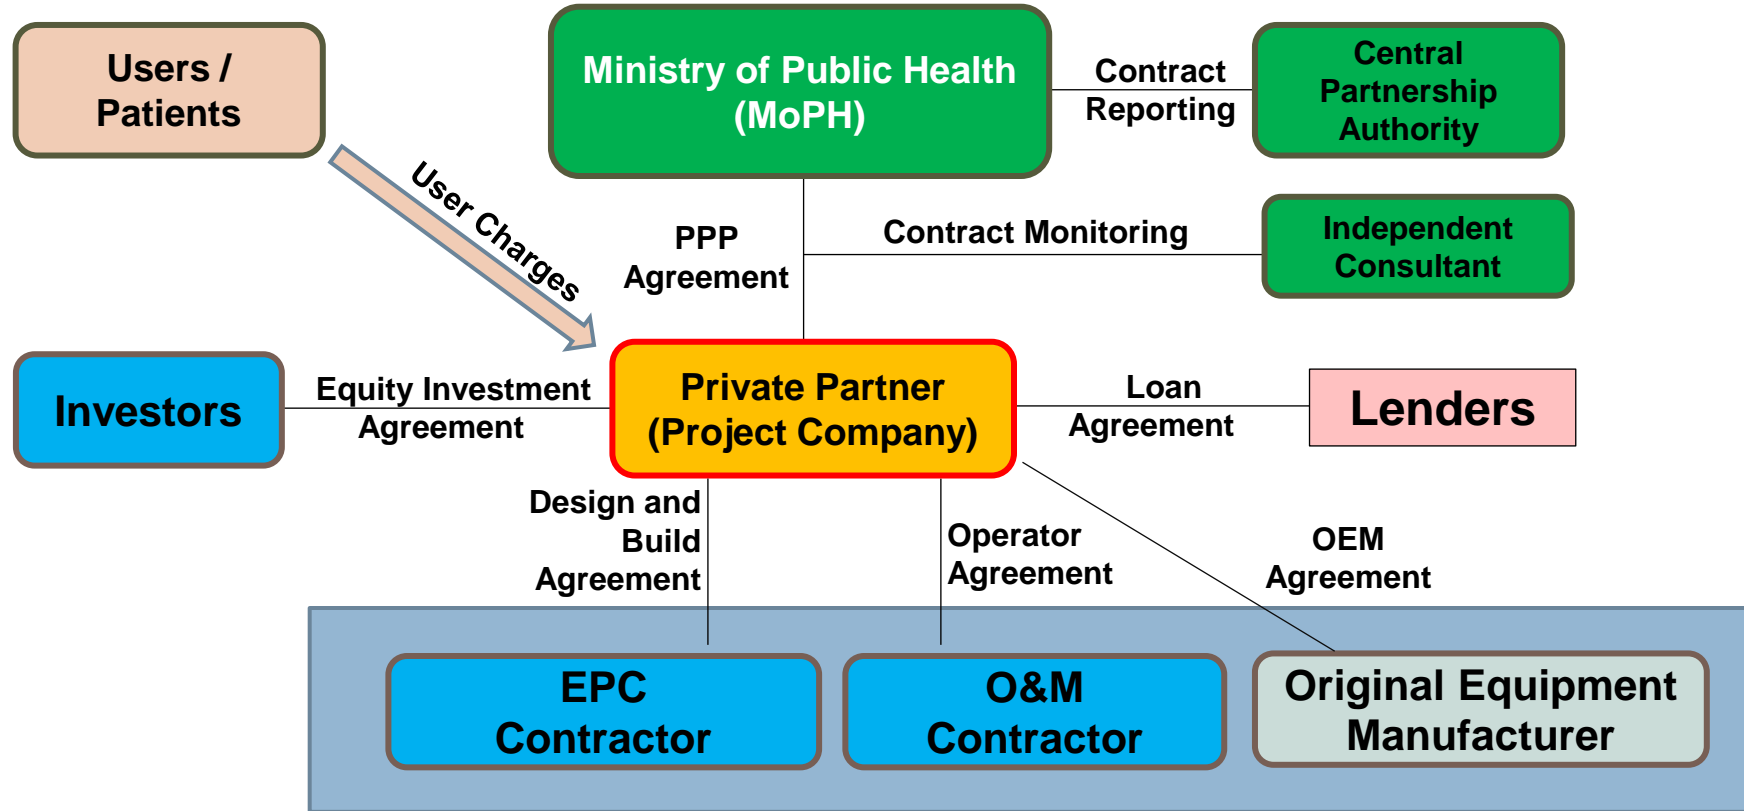 Users /
Patients
Ministry of Public Health
(MoPH)
Contract
Reporting
Central
Partnership
Authority
User Charges
PPP
Agreement
Contract Monitoring
Independent
Consultant
Investors
Equity Investment
Agreement
Private Partner
(Project Company)
Loan
Agreement
Lenders
Design and
Build
Agreement
Operator
Agreement
OEM
Agreement
EPC
Contractor
O&M
Contractor
Original Equipment
Manufacturer